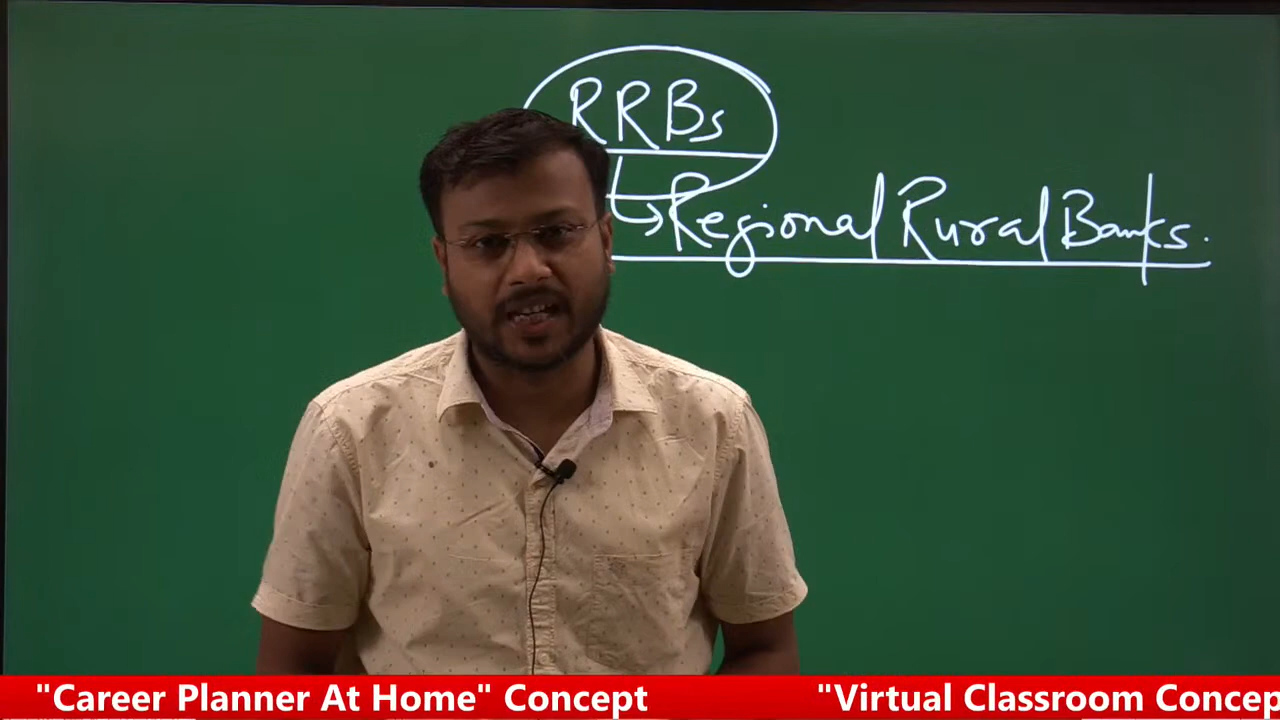 RRBs
Regional Rural Banks.
"Career Planner At Home" Concept "Virtual Classroom Concep